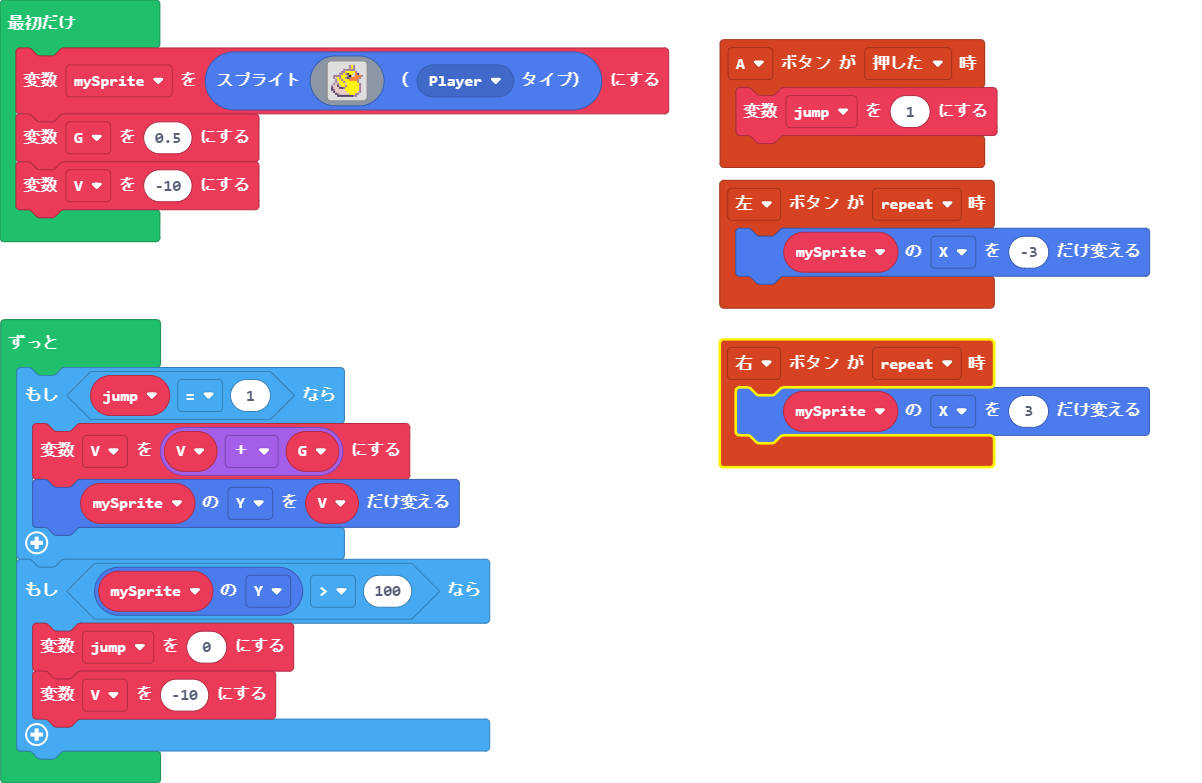 最初だけ
変数 mySprite を スプライト ( Player タイプ) にする
変数 G を 0.5 にする
変数 V を -10 にする
ずっと
もし jump = 1 なら
変数 V を V + G にする
mySprite の Y を V だけ変える
もし mySprite の Y > 100 なら
変数 jump を 0 にする
変数 V を -10 にする
A ボタン が 押した 時
変数 jump を 1 にする
左 ボタン が repeat 時
mySprite の X を -3 だけ変える
右 ボタン が repeat 時
mySprite の X を 3 だけ変える